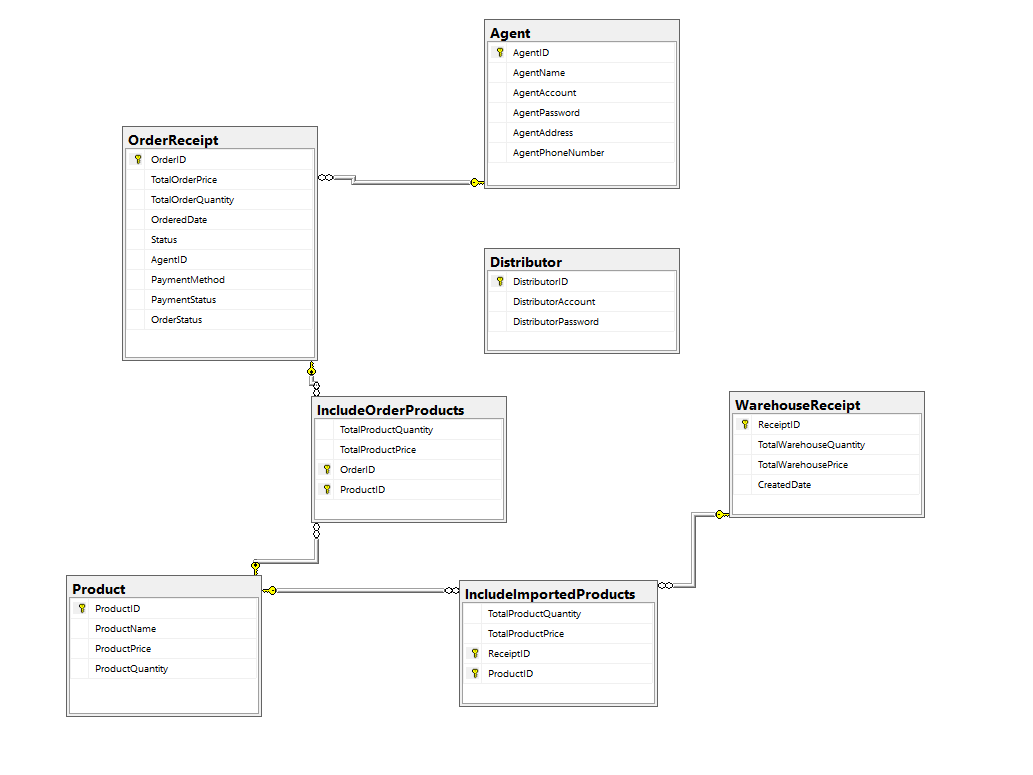 Agent
AgentID
AgentName
AgentAccount
AgentPassword
AgentAddress
AgentPhoneNumber
OrderReceipt
OrderID
TotalOrderPrice
TotalOrderQuantity
OrderedDate
Status
AgentID
PaymentMethod
PaymentStatus
OrderStatus
Distributor
DistributorID
DistributorAccount
DistributorPassword
IncludeOrderProducts
TotalProductQuantity
TotalProductPrice
OrderID
ProductID
WarehouseReceipt
ReceiptID
TotalWarehouseQuantity
TotalWarehousePrice
CreatedDate
Product
ProductID
ProductName
ProductPrice
ProductQuantity
IncludeImportedProducts
TotalProductQuantity
TotalProductPrice
ReceiptID
ProductID